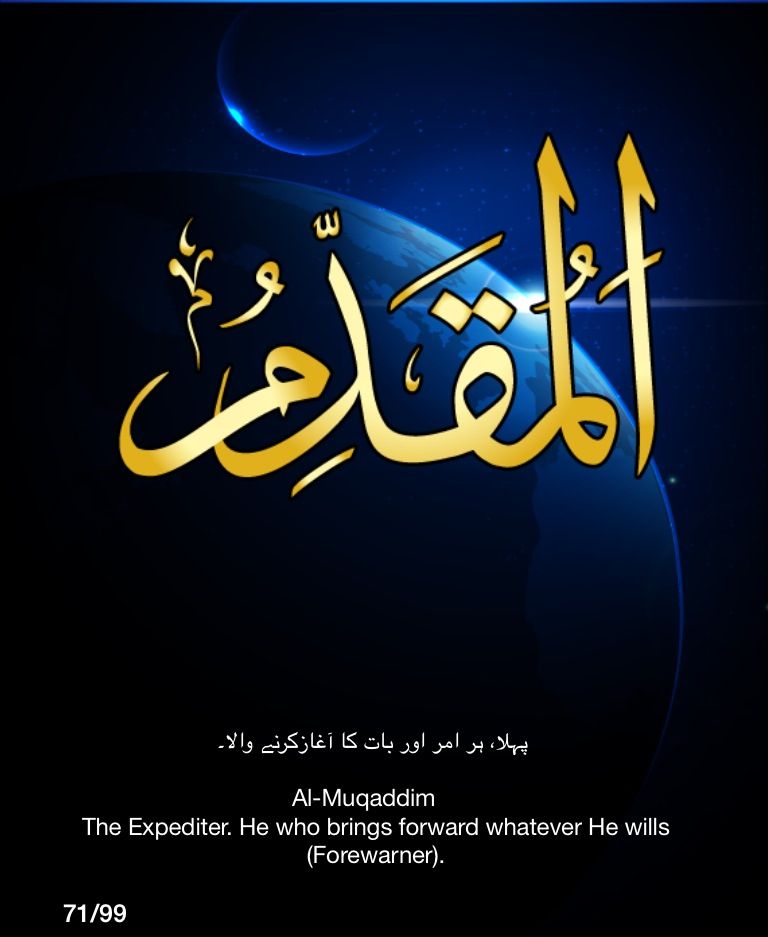 الْمُقَدِّمُ
پہلا، ہر امر اور بات کا آغازکرنے والا۔
Al-Muqaddim
The Expediter. He who brings forward whatever He wills
(Forewarner).
71/99